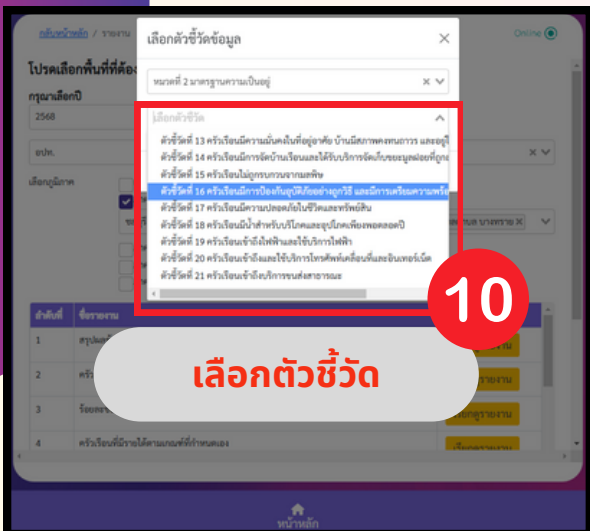 กลับหน้าหลัก / รายงาน
Online
เลือกตัวชี้วัดข้อมูล
โปรดเลือกพื้นที่ที่ต้อง
หมวดที่ 2 มาตรฐานความเป็นอยู่
กรุณาเลือกปี
2568
เลือกตัวชี้วัด
ตัวชี้วัดที่ 13 ครัวเรือนมีความมั่นคงในที่อยู่อาศัย บ้านมีสภาพคงทนถาวร และอยู่ใ
ตัวชี้วัดที่ 14 ครัวเรือนมีการจัดบ้านเรือนและได้รับบริการจัดเก็บขยะมูลฝอยที่ถูก
อปท.
ตัวชี้วัดที่ 15 ครัวเรือนไม่ถูกรบกวนจากมลพิษ
เลือกภูมิภาค
ตัวชี้วัดที่ 16 ครัวเรือนมีการป้องกันอุบัติภัยอย่างถูกวิธี และมีการเตรียมความพร้อ
ตัวชี้วัดที่ 17 ครัวเรือนมีความปลอดภัยในชีวิตและทรัพย์สิน
ตัวชี้วัดที่ 18 ครัวเรือนมีน้ำสำหรับบริโภคและอุปโภคเพียงพอตลอดปี
บางทราย
ตัวชี้วัดที่ 19 ครัวเรือนเข้าถึงไฟฟ้าและใช้บริการไฟฟ้า
ตัวชี้วัดที่ 20 ครัวเรือนเข้าถึงและใช้บริการโทรศัพท์เคลื่อนที่และอินเทอร์เน็ต
ตัวชี้วัดที่ 21 ครัวเรือนเข้าถึงบริการขนส่งสาธารณะ
10
ลำดับที่ ชื่อรายงาน
1
เลือกตัวชี้วัด
2
3
4 ครัวเรือนที่มีรายได้ตามเกณฑ์ที่กำหนดเอง
เรียกดูรายงาน
หน้าหลัก